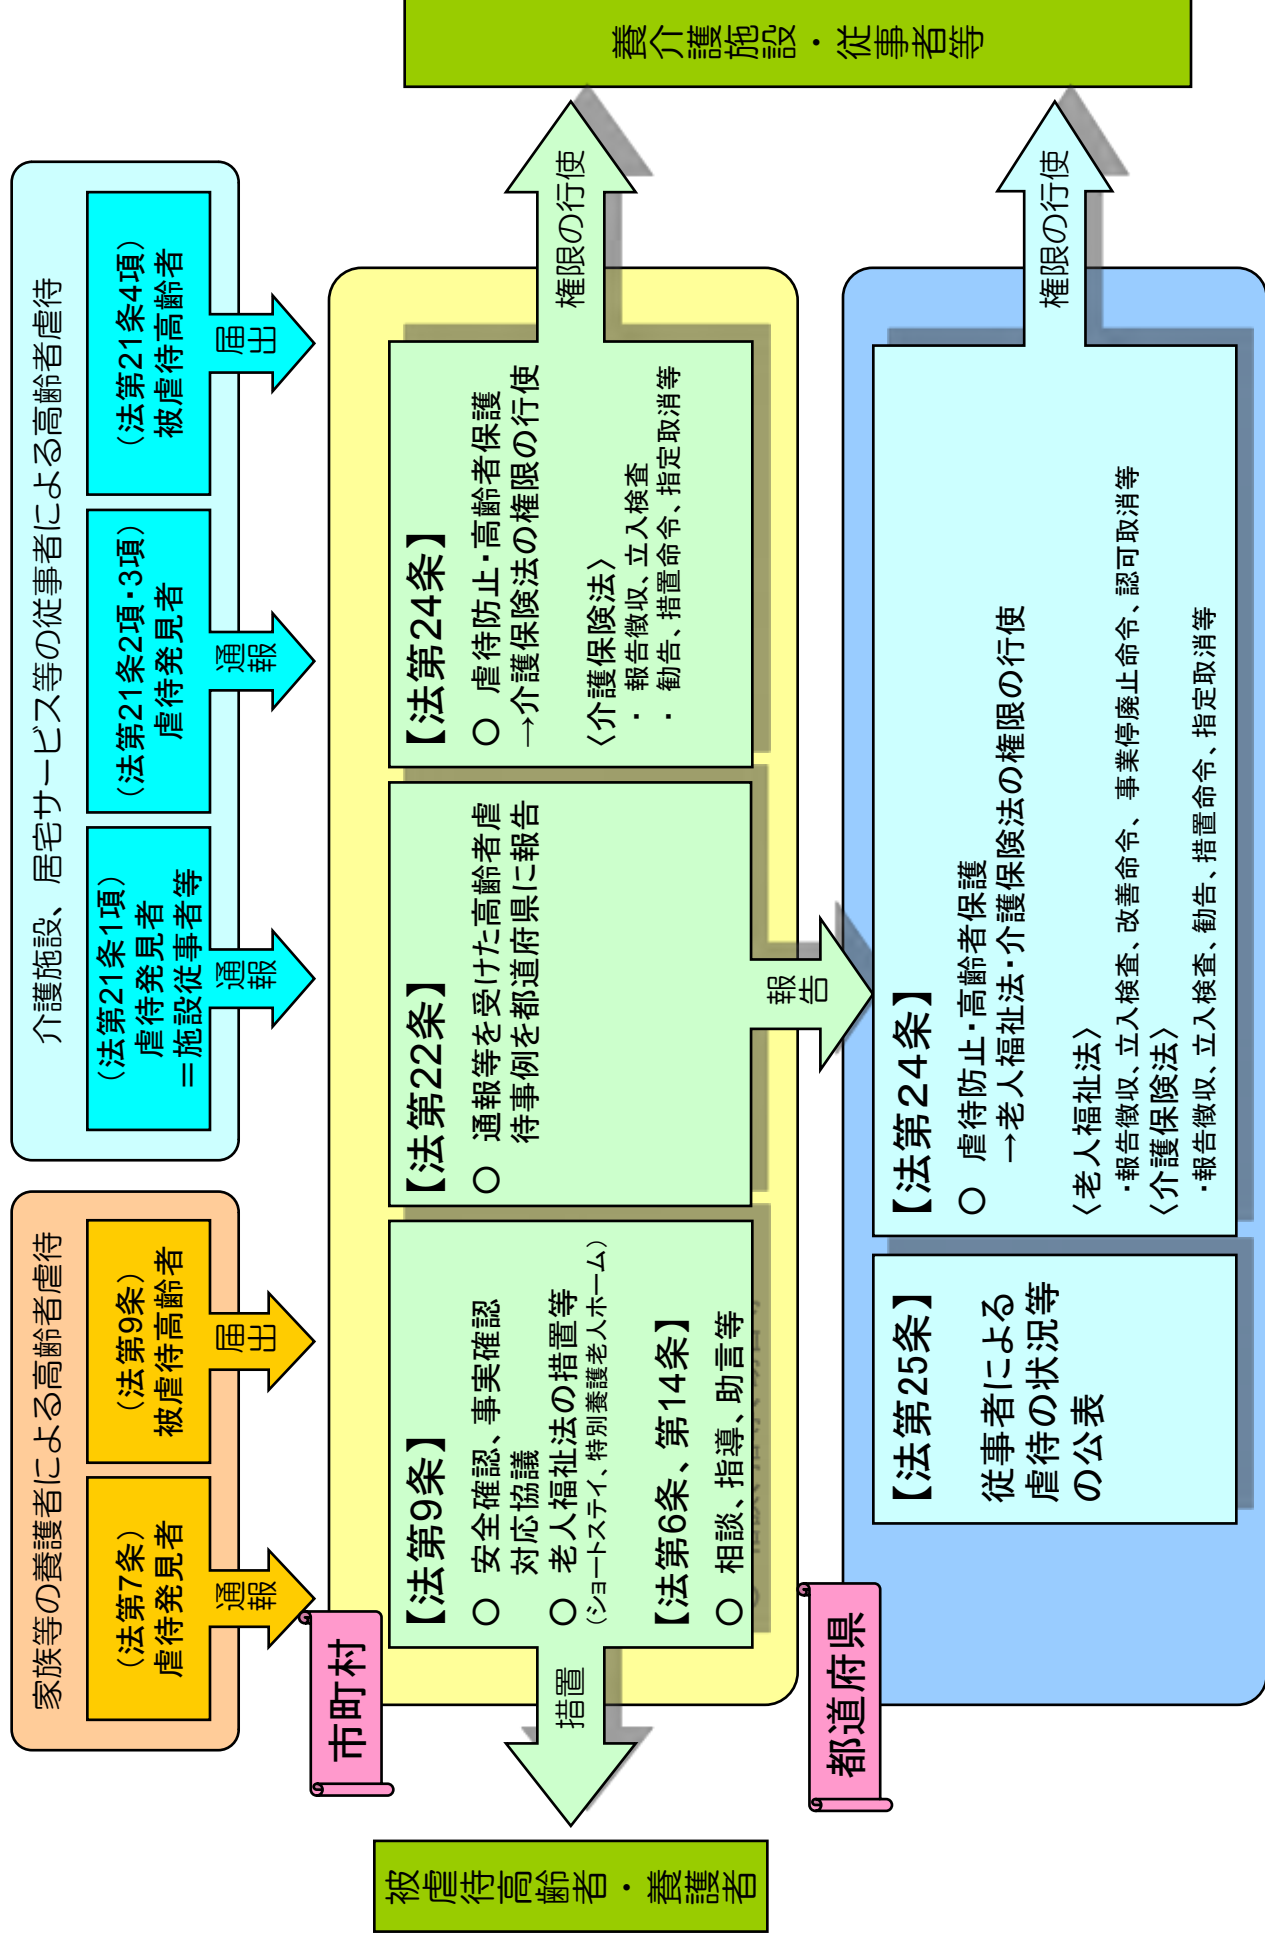 家族等の養護者による高齢者虐待
（法第7条）
虐待発見者
（法第9条）
被虐待高齢者
通報
届出
介護施設、居宅サービス等の従事者による高齢者虐待
（法第21条1項）
虐待発見者
＝施設従事者等
（法第21条2項・3項）
虐待発見者
（法第21条4項）
被虐待高齢者
通報
通報
届出
市町村
【法第9条】
○ 安全確認、事実確認
対応協議
○ 老人福祉法の措置等
（ショートステイ、特別養護老人ホーム）
【法第6条、第14条】
○ 相談、指導、助言等
【法第22条】
○ 通報等を受けた高齢者虐
待事例を都道府県に報告
【法第24条】
○ 虐待防止・高齢者保護
→介護保険法の権限の行使
〈介護保険法〉
・ 報告徴収、立入検査
・ 勧告、措置命令、指定取消等
措置
被虐待高齢者・養護者
権限の行使
養介護施設・従事者等
報告
都道府県
【法第25条】
従事者による
虐待の状況等
の公表
【法第24条】
○ 虐待防止・高齢者保護
→老人福祉法・介護保険法の権限の行使
〈老人福祉法〉
・報告徴収、立入検査、改善命令、事業停廃止命令、認可取消等
〈介護保険法〉
・報告徴収、立入検査、勧告、措置命令、指定取消等
権限の行使